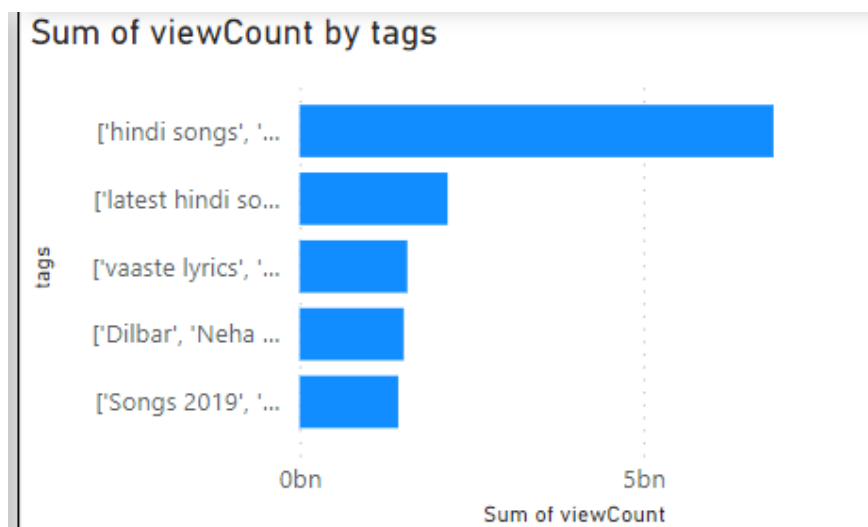 Sum of viewCount by tags
['hindi songs', '...
['latest hindi so...
['vaaste lyrics', '...
['Dilbar', 'Neha ...
['Songs 2019', '...
tags
0bn 5bn
Sum of viewCount